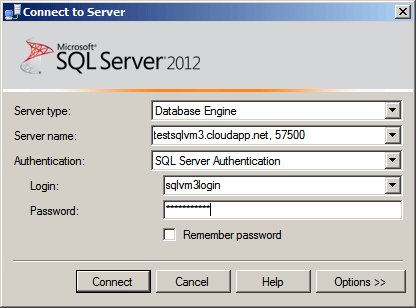 Connect to Server
Microsoft®
SQL Server® 2012
Server type: Database Engine
Server name: testsqlvm3.cloudapp.net, 57500
Authentication: SQL Server Authentication
Login: sqlvm3login
Password: ***********
Remember password
Connect Cancel Help Options >>